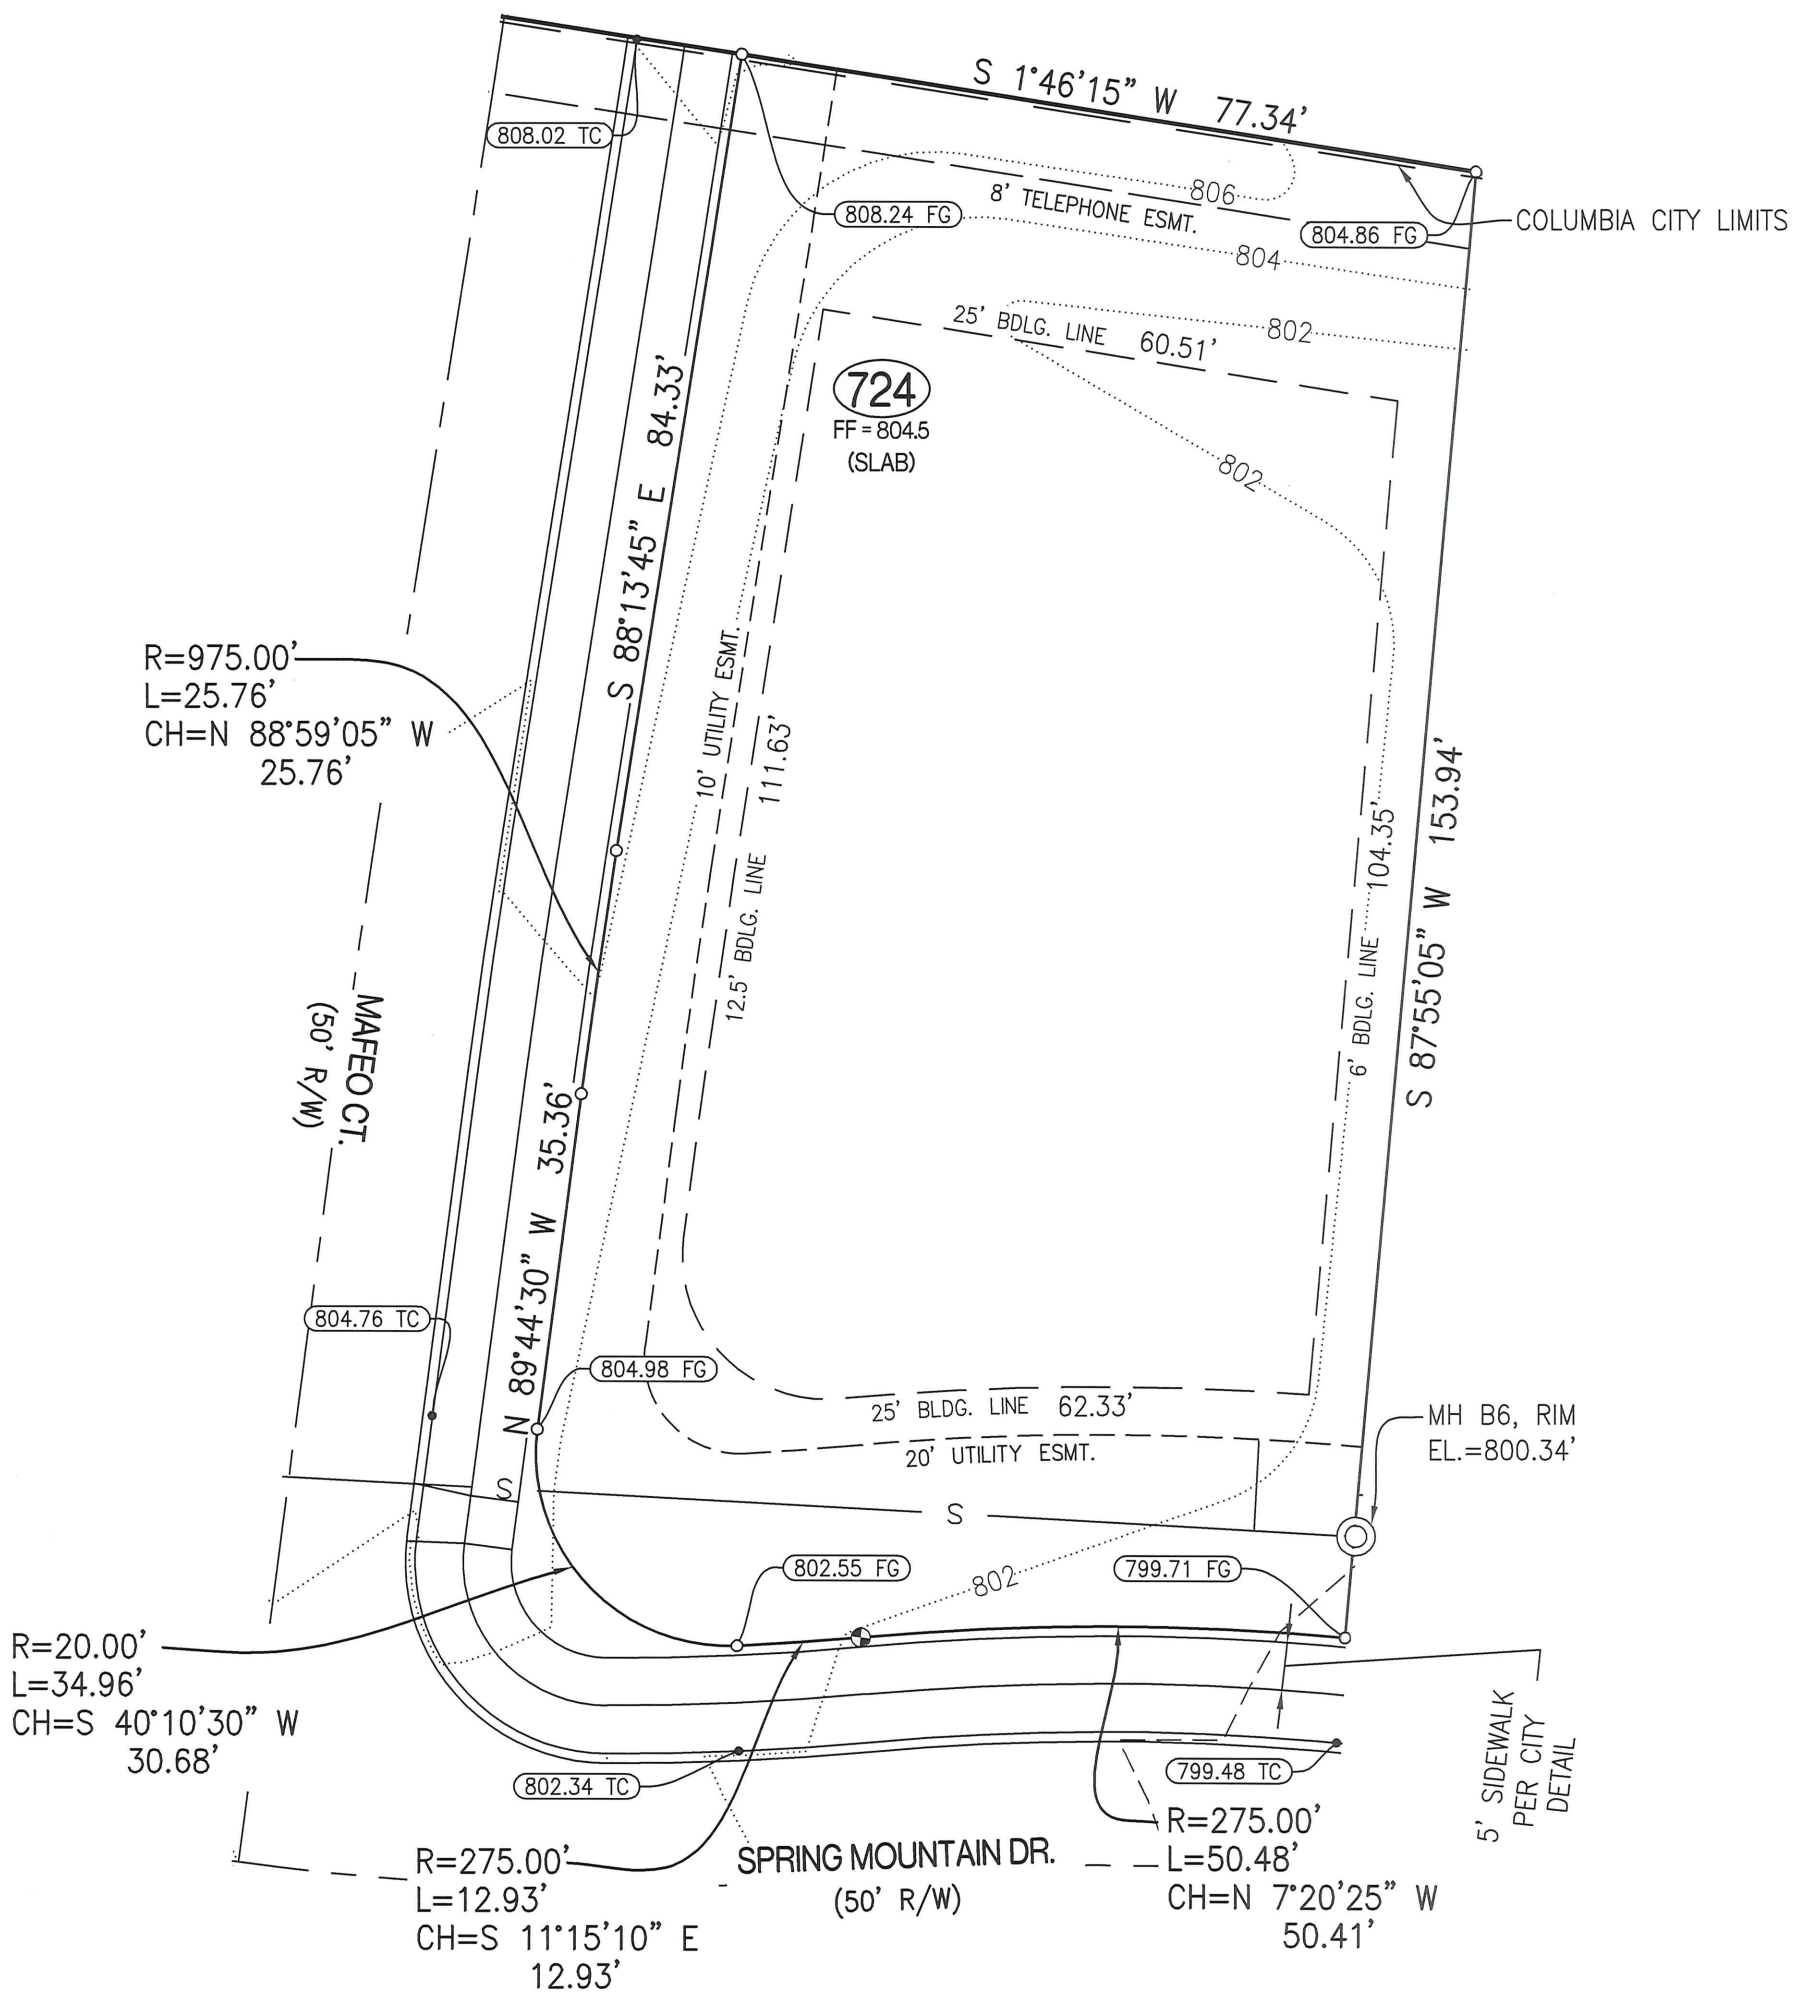 S 1°46'15” W 77.34'
808.02 TC
806
8' TELEPHONE ESMT.
808.24 FG
804.86 FG
COLUMBIA CITY LIMITS
804
802
25' BDLG. LINE 60.51'
724
FF = 804.5
(SLAB)
802
S 88°13'45” E 84.33'
R=975.00'
L=25.76'
CH=N 88°59'05” W
25.76'
10' UTILITY ESMT.
12.5' BDLG. LINE 111.63'
6' BDLG. LINE 104.35'
S 87°55'05” W 153.94'
MAFEO CT.
(50' R/W)
N 89°44'30” W 35.36'
804.76 TC
804.98 FG
25' BLDG. LINE 62.33'
20' UTILITY ESMT.
MH B6, RIM
EL.=800.34'
S
S
802.55 FG
802
799.71 FG
R=20.00'
L=34.96'
CH=S 40°10'30” W
30.68'
802.34 TC
799.48 TC
5' SIDEWALK
PER CITY
DETAIL
SPRING MOUNTAIN DR.
(50' R/W)
R=275.00'
L=12.93'
CH=S 11°15'10” E
12.93'
R=275.00'
L=50.48'
CH=N 7°20'25” W
50.41'